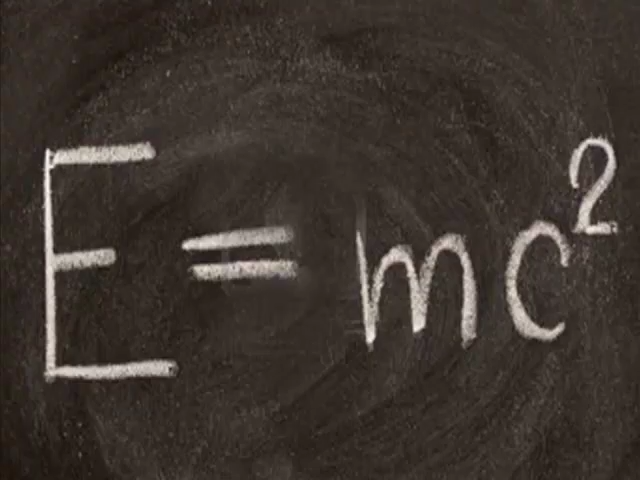 E = mc²